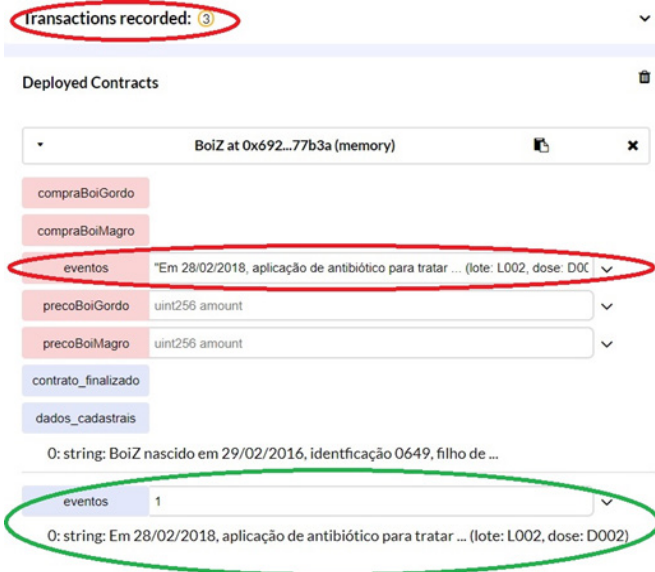 Transactions recorded: 3
Deployed Contracts
BoiZ at 0x692...77b3a (memory)
compraBoiGordo
compraBoiMagro
eventos "Em 28/02/2018, aplicação de antibiótico para tratar ... (lote: L002, dose: D00
precoBoiGordo uint256 amount
precoBoiMagro uint256 amount
contrato_finalizado
dados_cadastrais
0: string: BoiZ nascido em 29/02/2016, identficação 0649, filho de ...
eventos 1
0: string: Em 28/02/2018, aplicação de antibiótico para tratar ... (lote: L002, dose: D002)